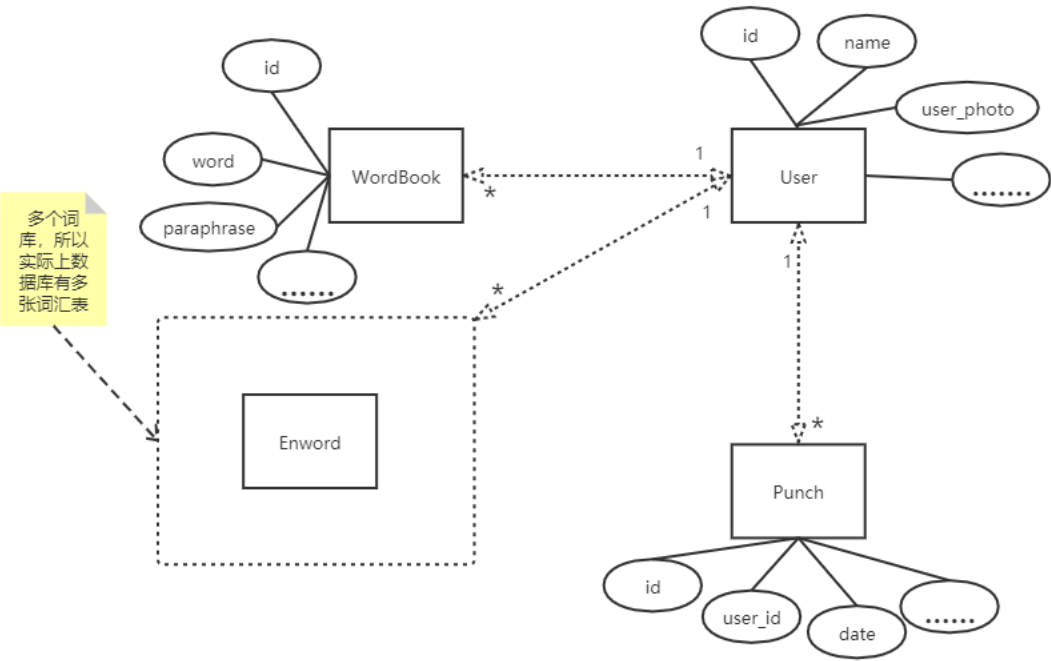 id
name
user_photo
.......
User
id
word
paraphrase
......
WordBook
1
*
1
*
1
*
多个词
库，所以
实际上数
据库有多
张词汇表
Enword
Punch
id
user_id
date
......